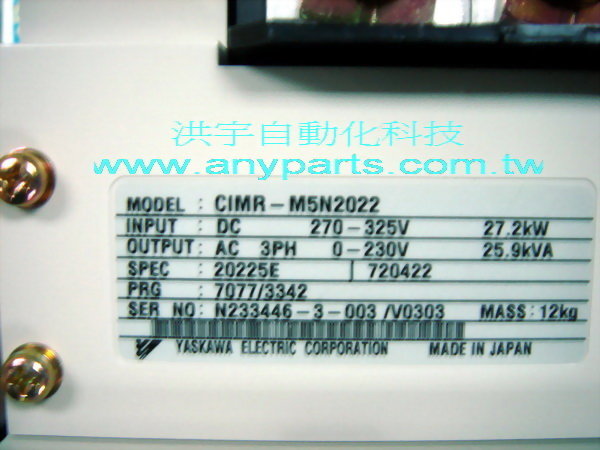 洪宇自動化科技
www.anyparts.com.tw
MODEL : CIMR-M5N2022
INPUT : DC 270-325V 27.2kW
OUTPUT: AC 3PH 0-230V 25.9kVA
SPEC : 20225E 720422
PRG : 7077/3342
SER NO: N233446-3-003 /V0303 MASS: 12kg
YASKAWA ELECTRIC CORPORATION MADE IN JAPAN